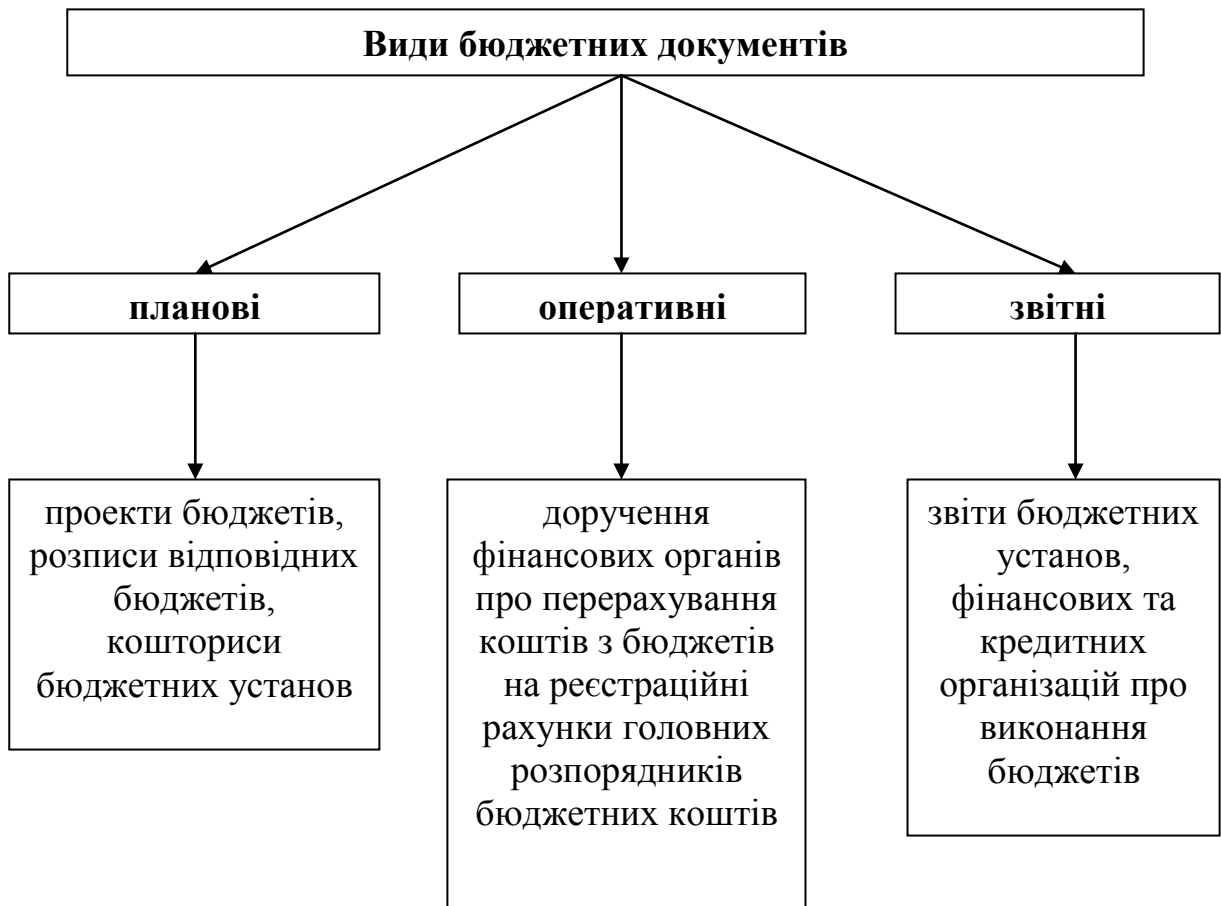 Види бюджетних документів
планові
оперативні
звітні
проекти бюджетів,
розписи відповідних
бюджетів,
кошториси
бюджетних установ
доручення
фінансових органів
про перерахування
коштів з бюджетів
на реєстраційні
рахунки головних
розпорядників
бюджетних коштів
звіти бюджетних
установ,
фінансових та
кредитних
організацій про
виконання
бюджетів